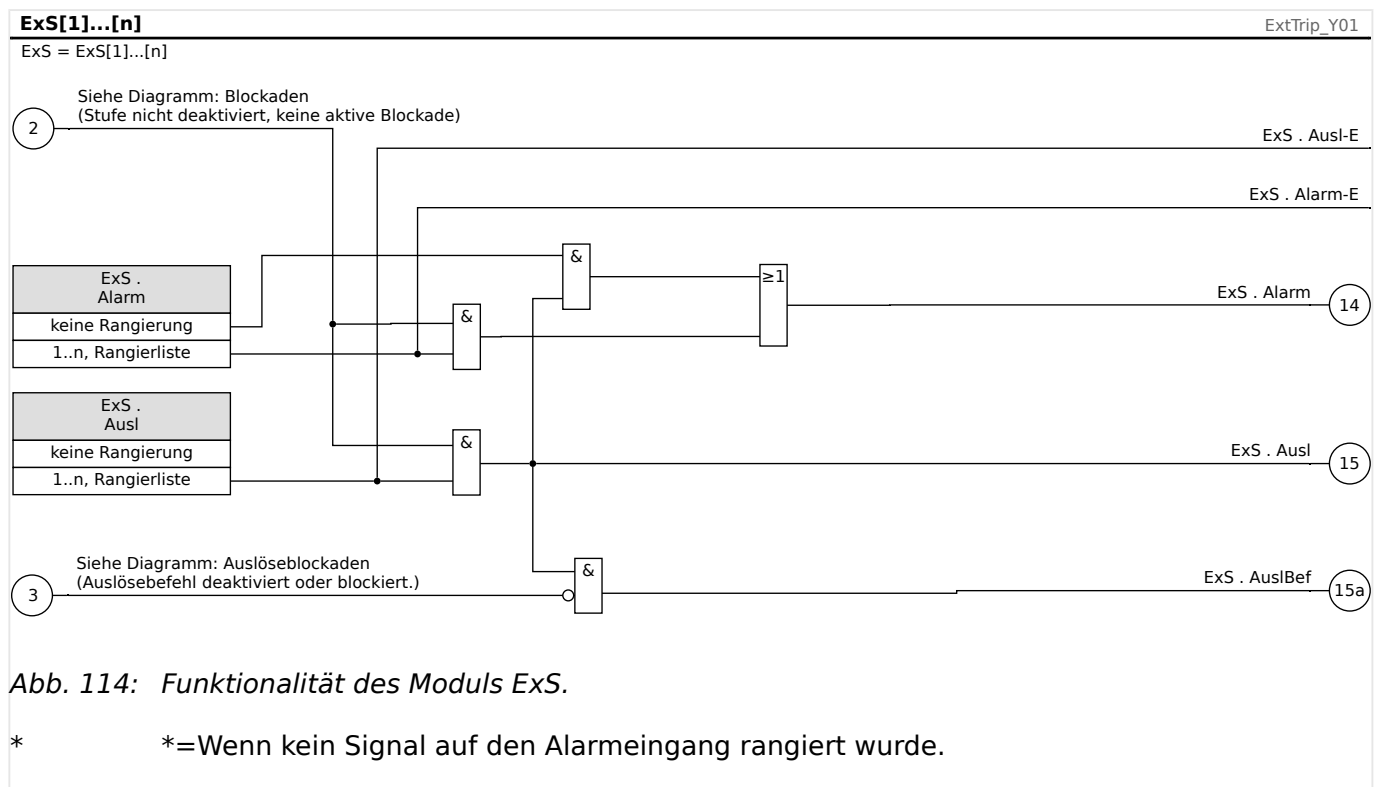 ExS[1]...[n]
ExtTrip_Y01
ExS = ExS[1]...[n]
Siehe Diagramm: Blockaden
(Stufe nicht deaktiviert, keine aktive Blockade)
2
ExS . Ausl-E
ExS . Alarm-E
&
ExS .
Alarm
≥1
ExS . Alarm
14
keine Rangierung
&
1..n, Rangierliste
ExS .
Ausl
&
keine Rangierung
ExS . Ausl
15
1..n, Rangierliste
Siehe Diagramm: Auslöseblockaden
(Auslösebefehl deaktiviert oder blockiert.)
3
&
ExS . AuslBef
15a
Abb. 114: Funktionalität des Moduls ExS.
* *=Wenn kein Signal auf den Alarmeingang rangiert wurde.